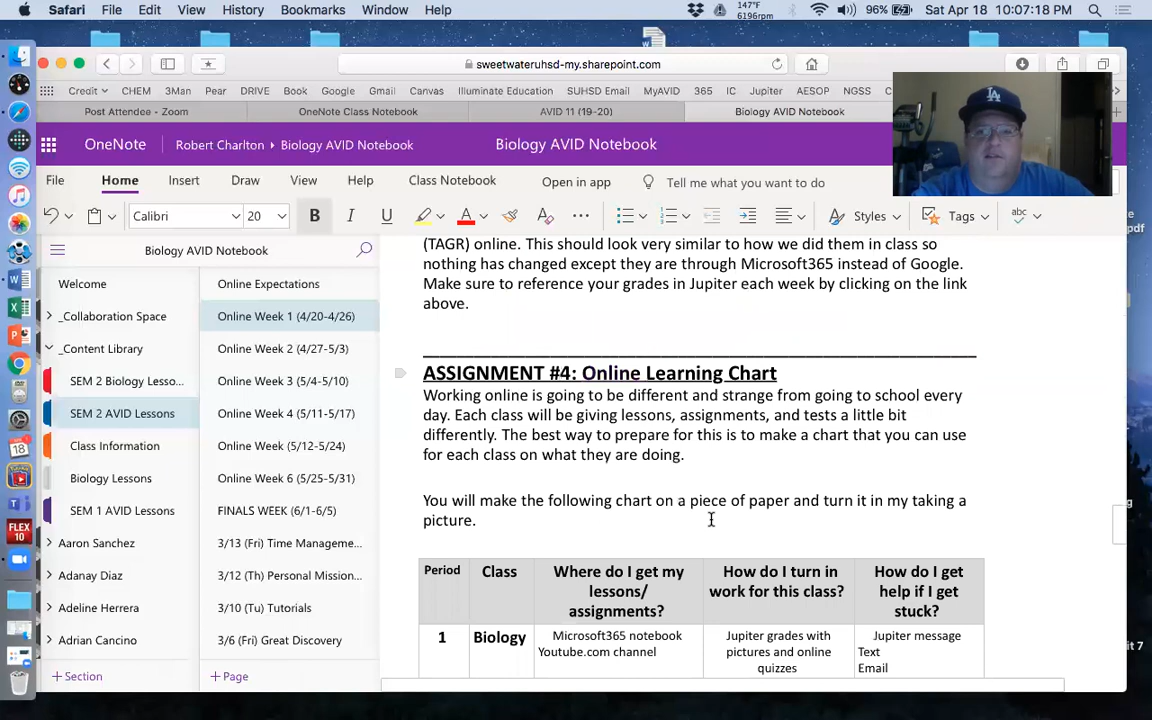 Safari File Edit View History Bookmarks Window Help 147°F 6196rpm 96% Sat Apr 18 10:07:18 PM
sweetwateruhsd-my.sharepoint.com
Credit CHEM 3Man Pear DRIVE Book Google Gmail Canvas Illuminate Education SUHSD Email MyAVID 365 IC Jupiter AESOP NGSS
Post Attendee - Zoom OneNote Class Notebook AVID 11 (19-20) Biology AVID Notebook
OneNote Robert Charlton › Biology AVID Notebook Biology AVID Notebook
File Home Insert Draw View Help Class Notebook Open in app Tell me what you want to do
Calibri 20 B I U A Styles Tags abc
Biology AVID Notebook
Welcome
_Collaboration Space
_Content Library
SEM 2 Biology Lesso...
SEM 2 AVID Lessons
Class Information
Biology Lessons
SEM 1 AVID Lessons
Aaron Sanchez
Adanay Diaz
Adeline Herrera
Adrian Cancino
+ Section
Online Expectations
Online Week 1 (4/20-4/26)
Online Week 2 (4/27-5/3)
Online Week 3 (5/4-5/10)
Online Week 4 (5/11-5/17)
Online Week 5 (5/12-5/24)
Online Week 6 (5/25-5/31)
FINALS WEEK (6/1-6/5)
3/13 (Fri) Time Manageme...
3/12 (Th) Personal Mission...
3/10 (Tu) Tutorials
3/6 (Fri) Great Discovery
+ Page
(TAGR) online. This should look very similar to how we did them in class so
nothing has changed except they are through Microsoft365 instead of Google.
Make sure to reference your grades in Jupiter each week by clicking on the link
above.
ASSIGNMENT #4: Online Learning Chart
Working online is going to be different and strange from going to school every
day. Each class will be giving lessons, assignments, and tests a little bit
differently. The best way to prepare for this is to make a chart that you can use
for each class on what they are doing.
You will make the following chart on a piece of paper and turn it in my taking a
picture.
Period Class Where do I get my lessons/ assignments? How do I turn in work for this class? How do I get help if I get stuck?
1 Biology Microsoft365 notebook Youtube.com channel Jupiter grades with pictures and online quizzes Jupiter message Text Email
LA
FLEX
10
18
pdf
it 7